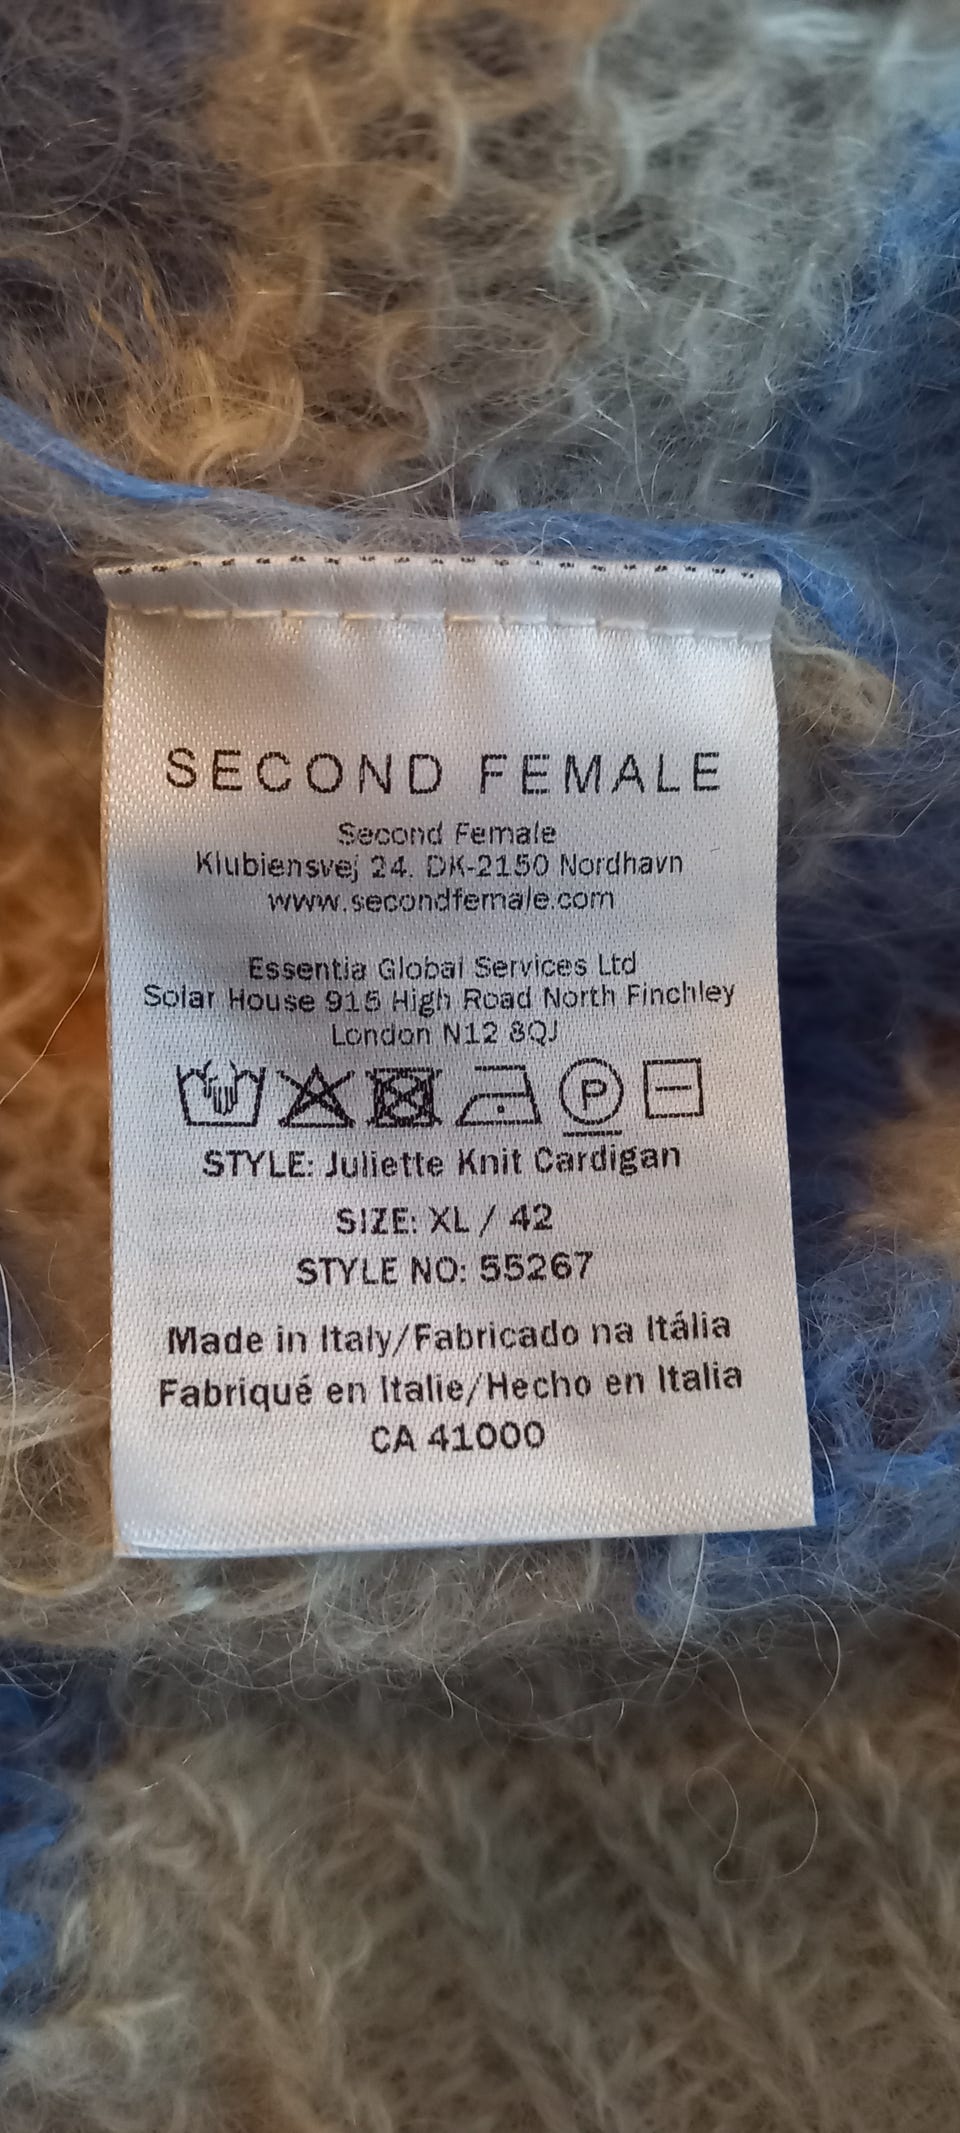 SECOND FEMALE
Second Female
Klubiensvej 24. DK-2150 Nordhavn
www.secondfemale.com
Essentia Global Services Ltd
Solar House 915 High Road North Finchley
London N12 8QJ
P
STYLE: Juliette Knit Cardigan
SIZE: XL / 42
STYLE NO: 55267
Made in Italy/Fabricado na Itália
Fabriqué en Italie/Hecho en Italia
CA 41000